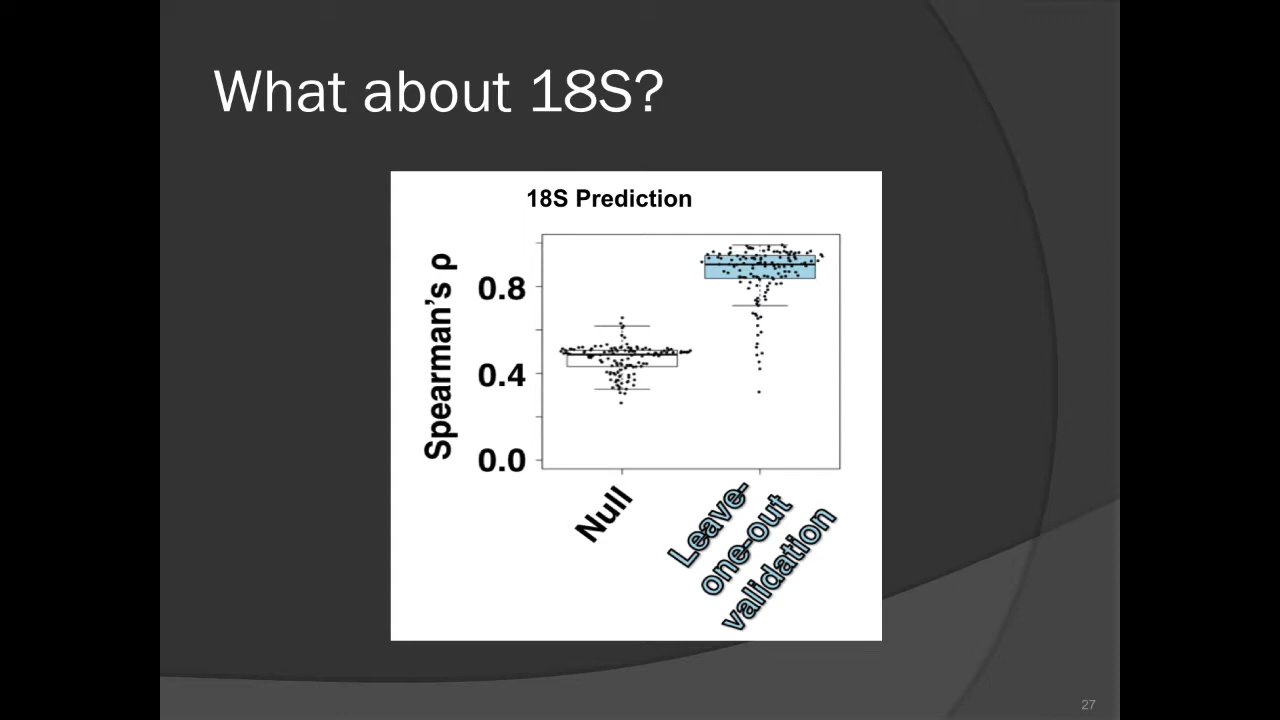 What about 18S?
18S Prediction
Spearman's ρ
0.8
0.4
0.0
Null
Leave-
one-out
validation
27